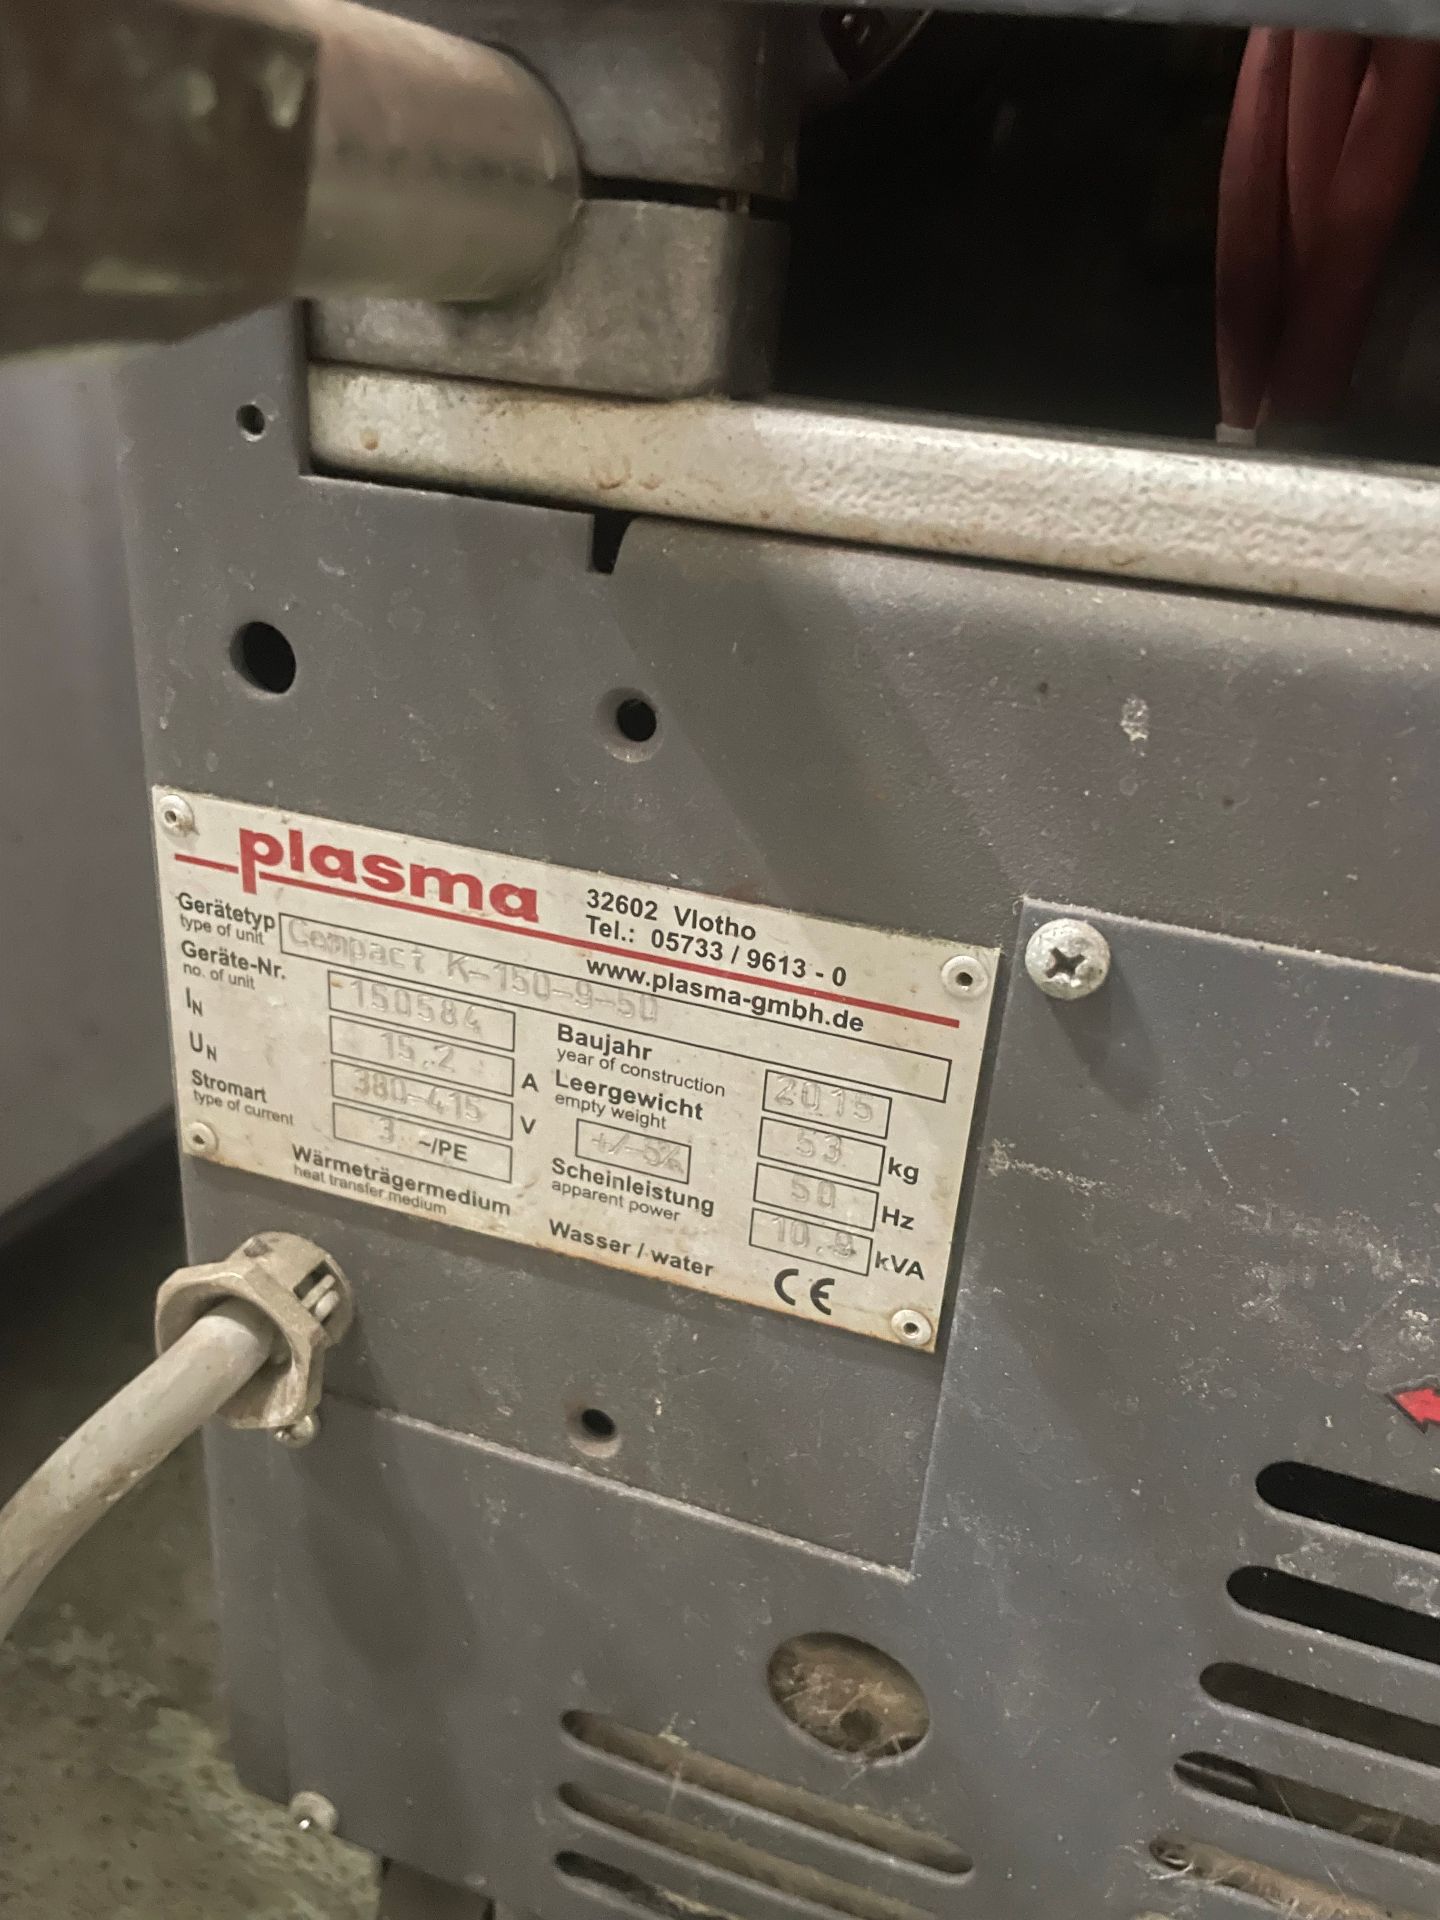 plasma
32602 Vlotho
Tel.: 05733 / 9613 - 0
www.plasma-gmbh.de
Gerätetyp Compact K-150-9-50
type of unit
Geräte-Nr. 150584
no. of unit
IN 15.2 A
UN 380-415 V
Stromart 3 ~/PE
type of current
Wärmeträgermedium
heat transfer medium
Baujahr 2015
year of construction
Leergewicht 53 kg
empty weight
+/-5% 50 Hz
Scheinleistung 10.9 kVA
apparent power
Wasser / water
CE